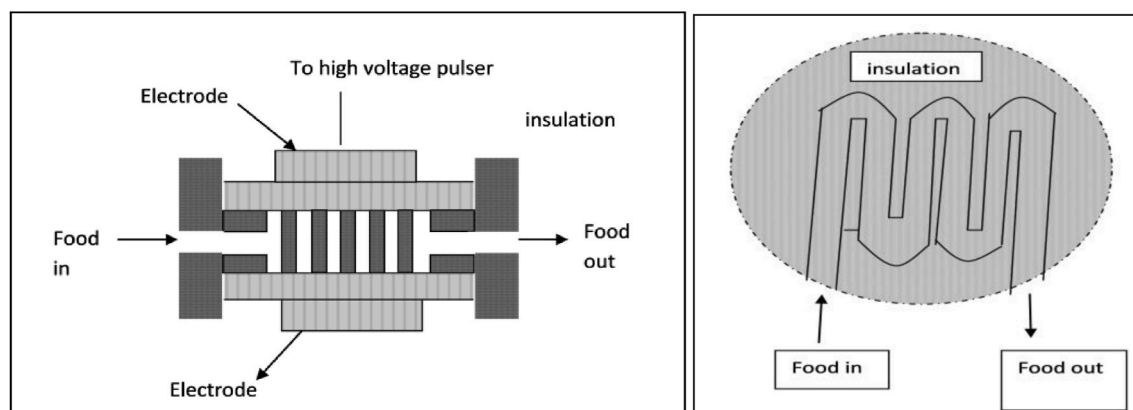 To high voltage pulser
Electrode
insulation
Food
in
Food
out
Electrode
insulation
Food in
Food out